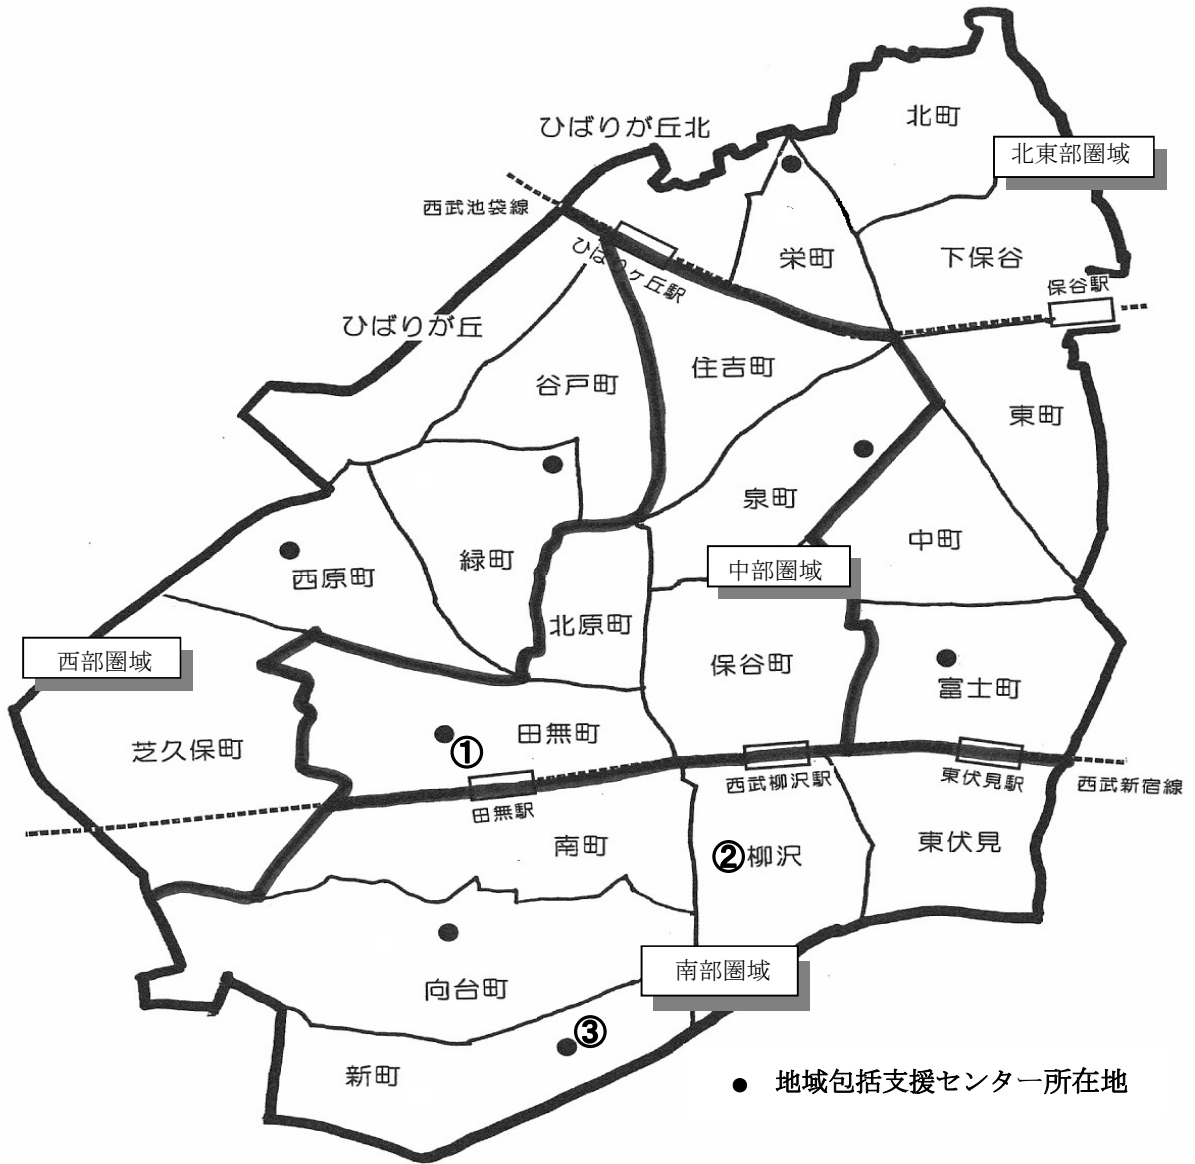 北町
ひばりが丘北
北東部圏域
西武池袋線
ひばりヶ丘駅
栄町
下保谷
保谷駅
ひばりが丘
谷戸町
住吉町
東町
泉町
中町
西原町
緑町
中部圏域
北原町
西部圏域
保谷町
富士町
芝久保町
田無町
①
西武柳沢駅
東伏見駅
西武新宿線
田無駅
南町
②柳沢
東伏見
向台町
南部圏域
③
新町
● 地域包括支援センター所在地